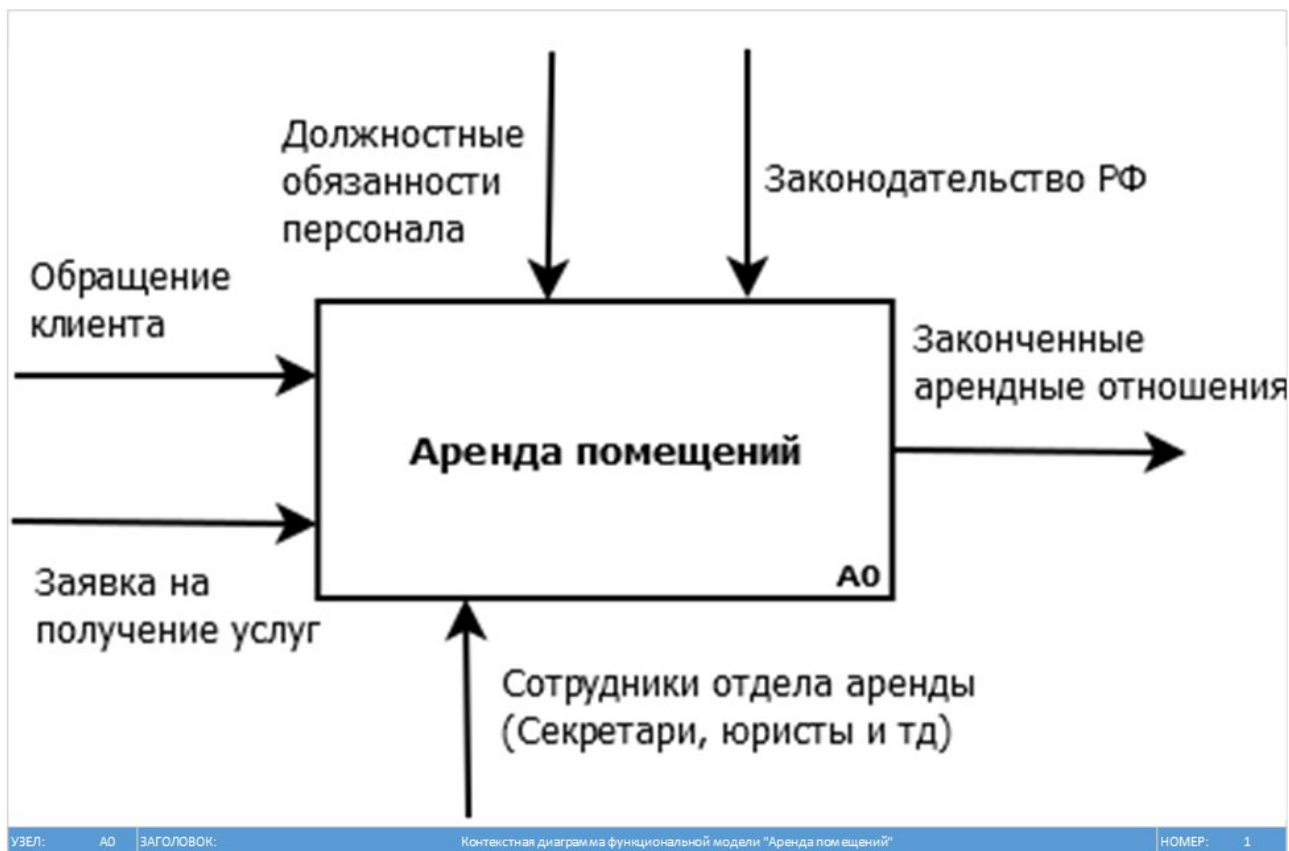 Должностные
обязанности
персонала
Законодательство РФ
Обращение
клиента
Законченные
арендные отношения
Аренда помещений
A0
Заявка на
получение услуг
Сотрудники отдела аренды
(Секретари, юристы и тд)
УЗЕЛ: A0 ЗАГОЛОВОК: Контекстная диаграмма функциональной модели "Аренда помещений" НОМЕР: 1